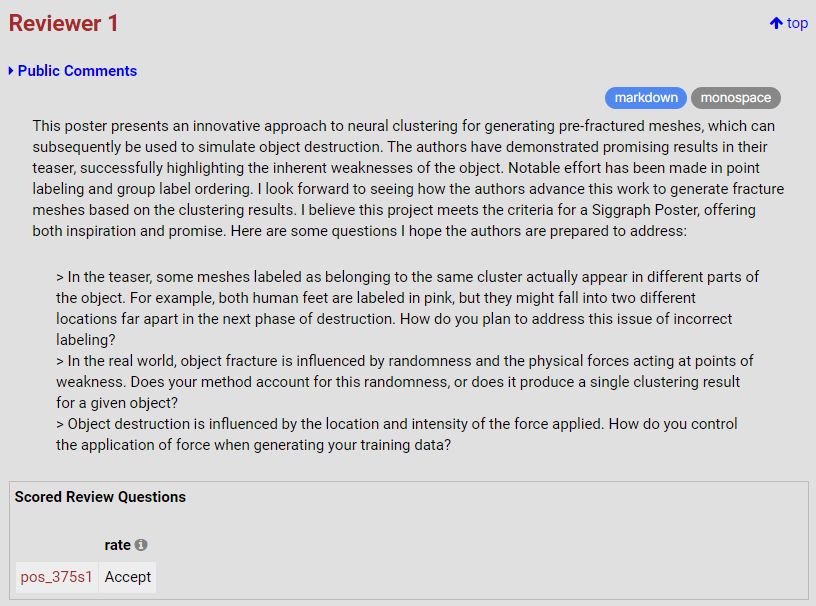 Reviewer 1
top
Public Comments
markdown
monospace
This poster presents an innovative approach to neural clustering for generating pre-fractured meshes, which can
subsequently be used to simulate object destruction. The authors have demonstrated promising results in their
teaser, successfully highlighting the inherent weaknesses of the object. Notable effort has been made in point
labeling and group label ordering. I look forward to seeing how the authors advance this work to generate fracture
meshes based on the clustering results. I believe this project meets the criteria for a Siggraph Poster, offering
both inspiration and promise. Here are some questions I hope the authors are prepared to address:
> In the teaser, some meshes labeled as belonging to the same cluster actually appear in different parts of
the object. For example, both human feet are labeled in pink, but they might fall into two different
locations far apart in the next phase of destruction. How do you plan to address this issue of incorrect
labeling?
> In the real world, object fracture is influenced by randomness and the physical forces acting at points of
weakness. Does your method account for this randomness, or does it produce a single clustering result
for a given object?
> Object destruction is influenced by the location and intensity of the force applied. How do you control
the application of force when generating your training data?
Scored Review Questions
rate
pos_375s1 Accept